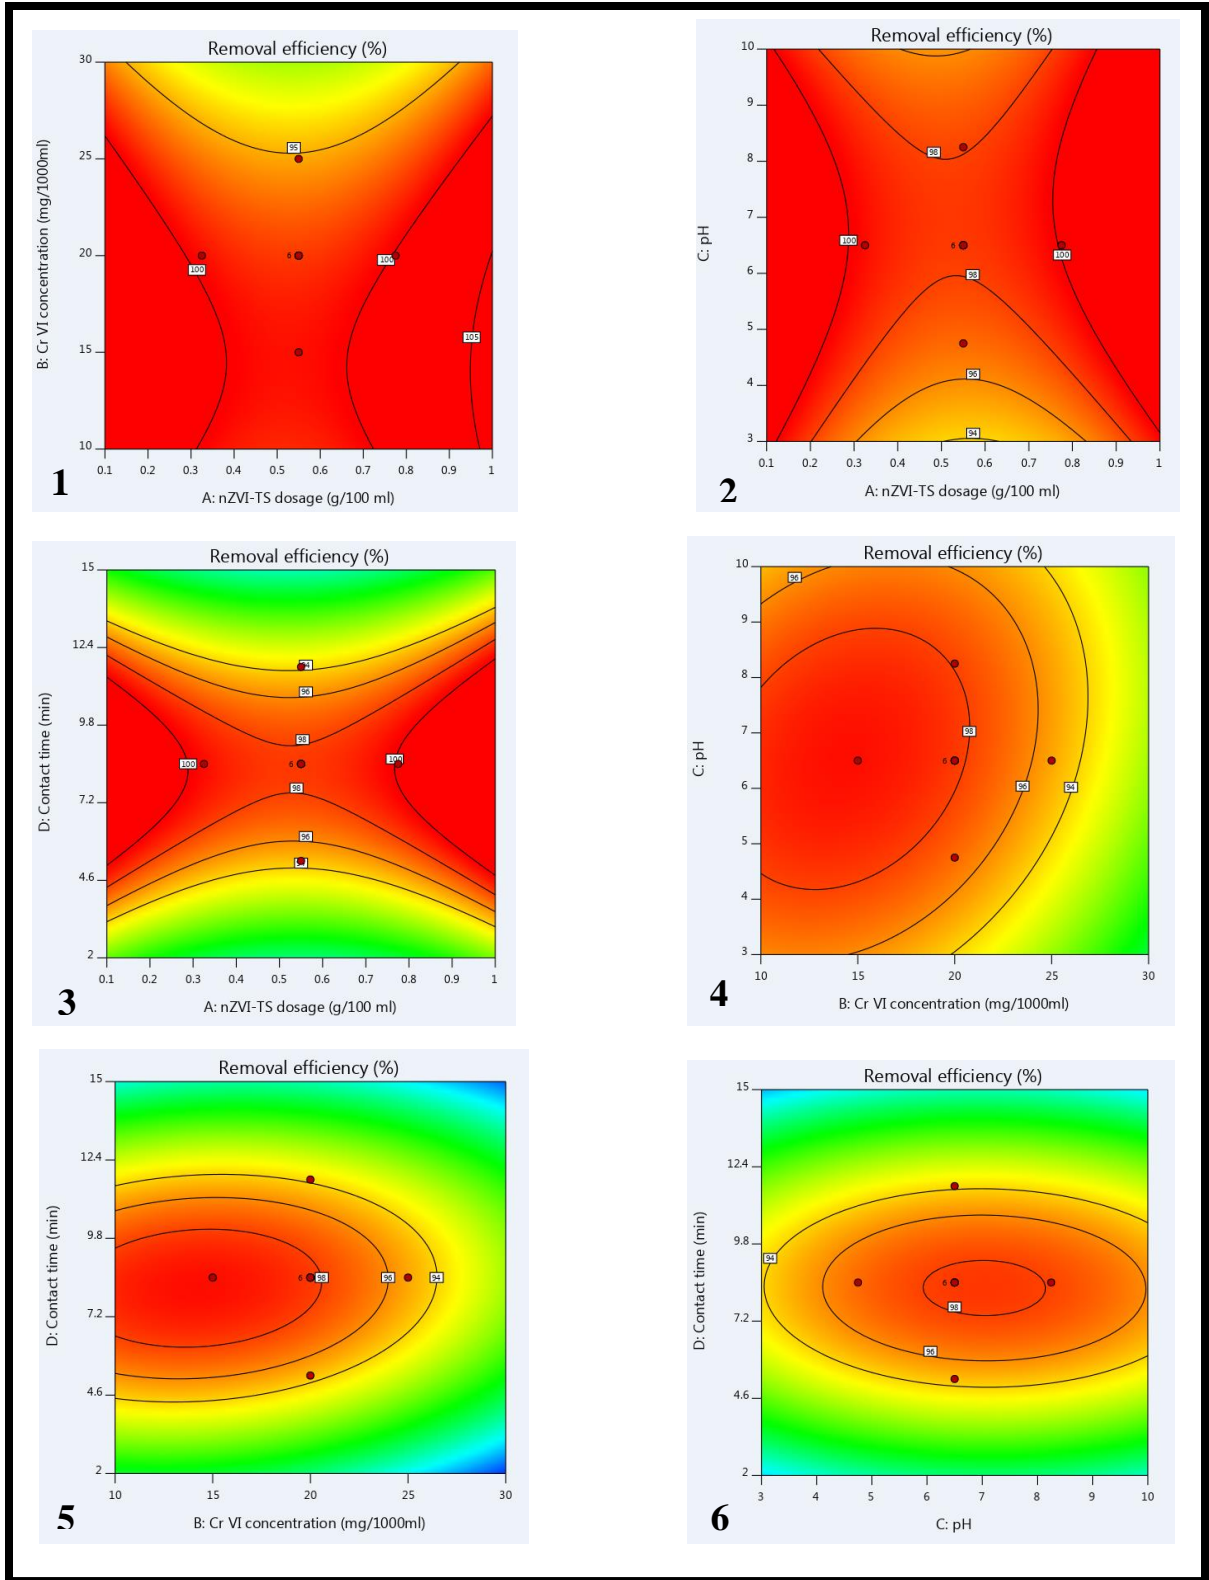 Removal efficiency (%)
30
25
20
15
10
B: Cr VI concentration (mg/1000ml)
95
100
6
100
105
0.1 0.2 0.3 0.4 0.5 0.6 0.7 0.8 0.9 1
A: nZVI-TS dosage (g/100 ml)
1
Removal efficiency (%)
10
9
8
7
6
5
4
3
C: pH
98
100
6
100
98
96
94
0.1 0.2 0.3 0.4 0.5 0.6 0.7 0.8 0.9 1
A: nZVI-TS dosage (g/100 ml)
2
Removal efficiency (%)
15
12.4
9.8
7.2
4.6
2
D: Contact time (min)
96
98
100
6
100
98
96
0.1 0.2 0.3 0.4 0.5 0.6 0.7 0.8 0.9 1
A: nZVI-TS dosage (g/100 ml)
3
Removal efficiency (%)
10
9
8
7
6
5
4
3
C: pH
96
98
6
96
94
10 15 20 25 30
B: Cr VI concentration (mg/1000ml)
4
Removal efficiency (%)
15
12.4
9.8
7.2
4.6
2
D: Contact time (min)
6 98 96 94
10 15 20 25 30
B: Cr VI concentration (mg/1000ml)
5
Removal efficiency (%)
15
12.4
9.8
7.2
4.6
2
D: Contact time (min)
94
6
98
96
3 4 5 6 7 8 9 10
C: pH
6